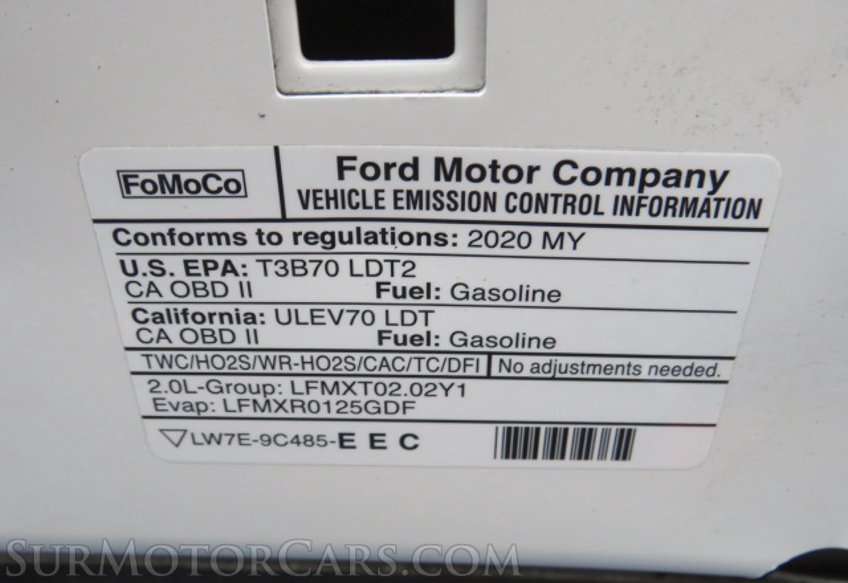 FoMoCo
Ford Motor Company
VEHICLE EMISSION CONTROL INFORMATION
Conforms to regulations: 2020 MY
U.S. EPA: T3B70 LDT2
CA OBD II Fuel: Gasoline
California: ULEV70 LDT
CA OBD II Fuel: Gasoline
TWC/HO2S/WR-HO2S/CAC/TC/DFI No adjustments needed.
2.0L-Group: LFMXT02.02Y1
Evap: LFMXR0125GDF
LW7E-9C485-E E C
SurMotorCars.com